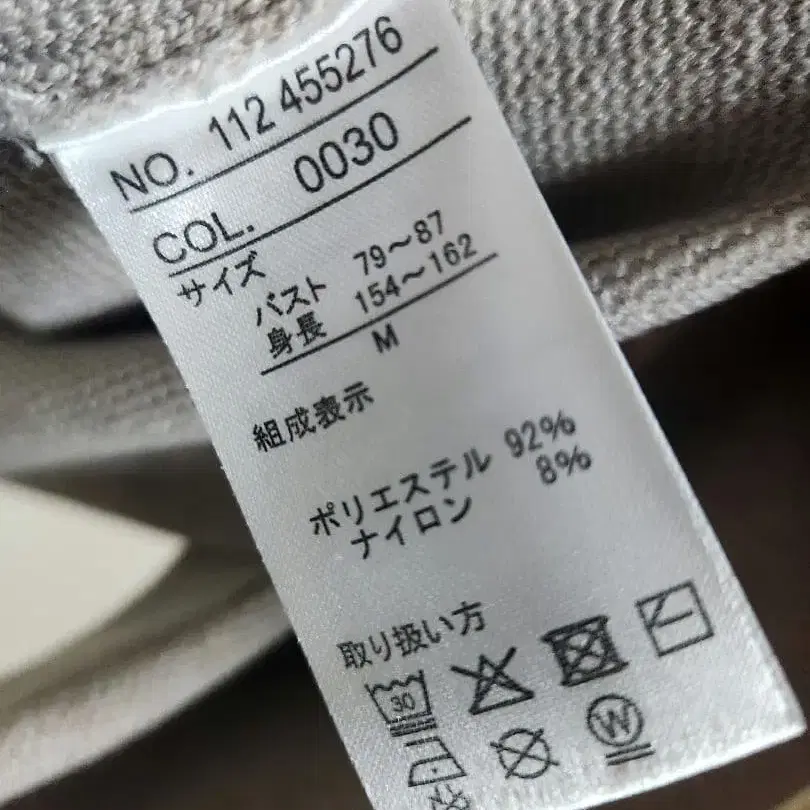 NO. 112 455276
COL. 0030
サイズ
バスト 79～87
身長 154～162
M
組成表示
ポリエステル 92%
ナイロン 8%
取り扱い方
30
W